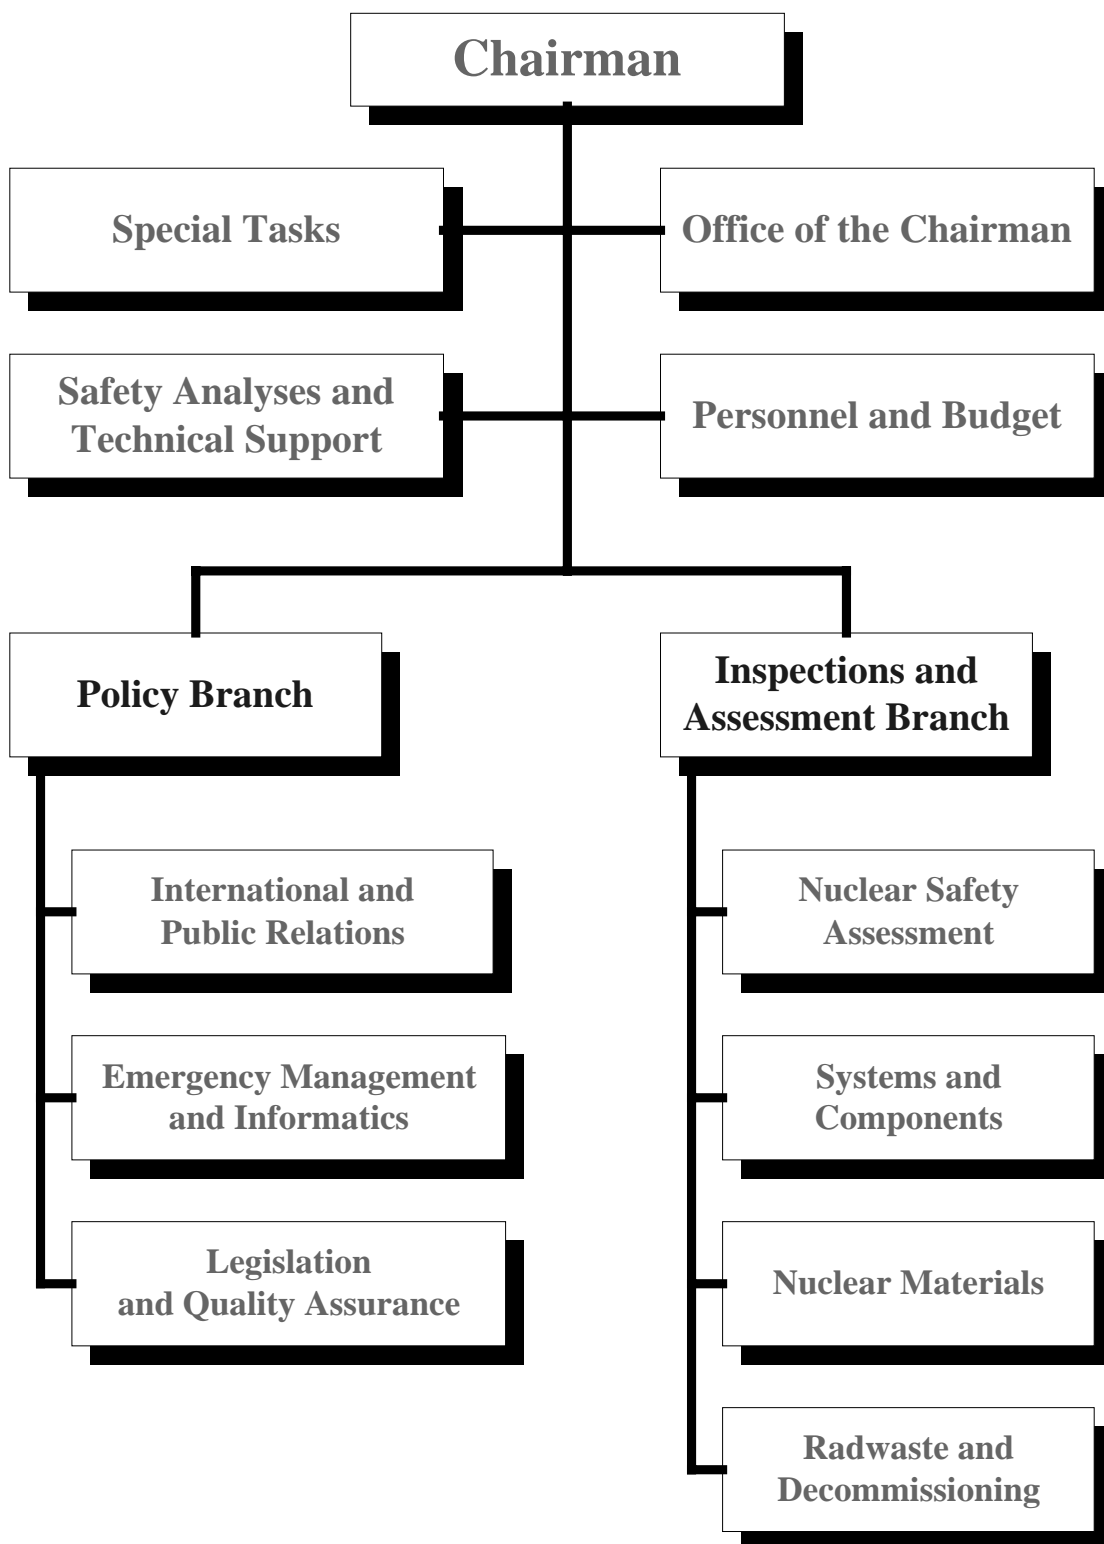 Chairman
Special Tasks
Office of the Chairman
Safety Analyses and
Technical Support
Personnel and Budget
Policy Branch
Inspections and
Assessment Branch
International and
Public Relations
Emergency Management
and Informatics
Legislation
and Quality Assurance
Nuclear Safety
Assessment
Systems and
Components
Nuclear Materials
Radwaste and
Decommissioning